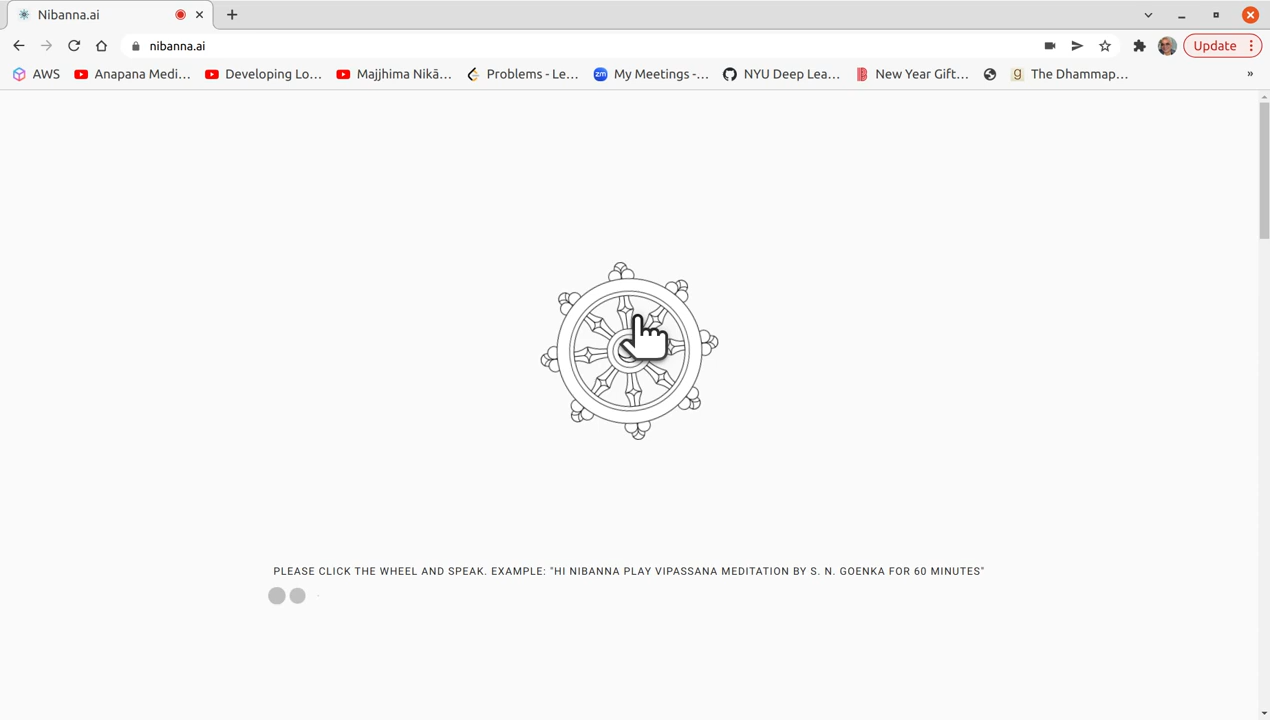 Nibanna.ai
nibanna.ai
Update
AWS
Anapana Medi...
Developing Lo...
Majjhima Nikā...
Problems - Le...
My Meetings -...
NYU Deep Lea...
New Year Gift...
The Dhammap...
PLEASE CLICK THE WHEEL AND SPEAK. EXAMPLE: "HI NIBANNA PLAY VIPASSANA MEDITATION BY S. N. GOENKA FOR 60 MINUTES"